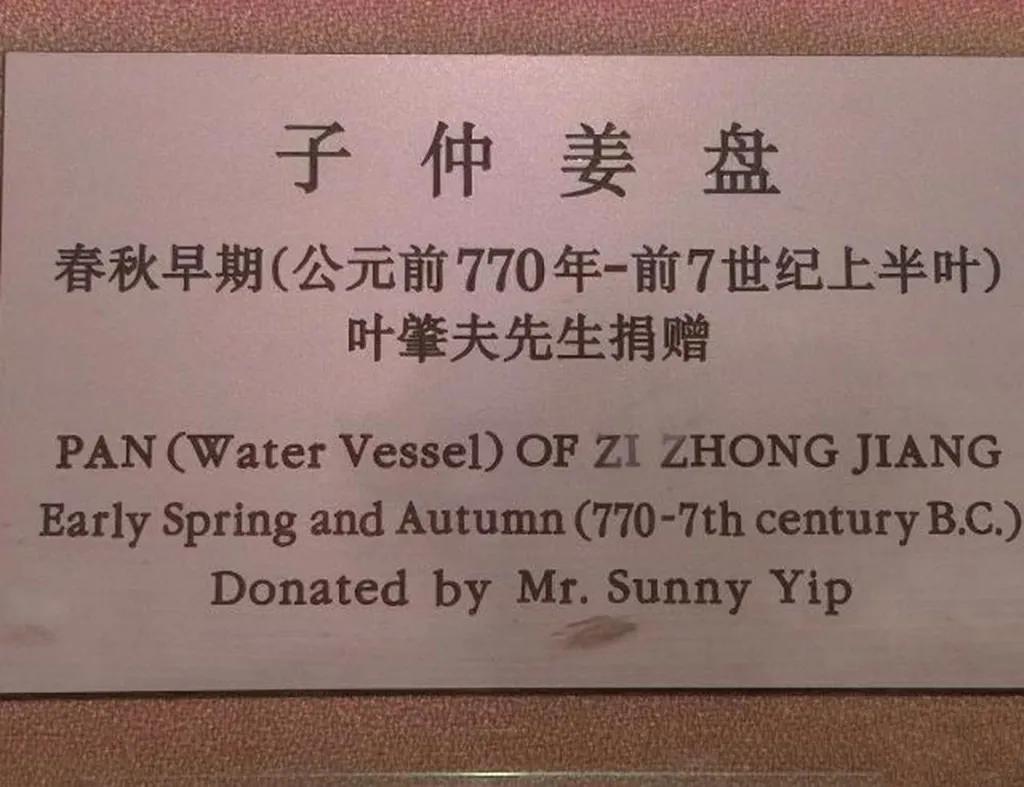 子仲姜盘
春秋早期(公元前770年-前7世纪上半叶)
叶肇夫先生捐赠
PAN (Water Vessel) OF ZI ZHONG JIANG
Early Spring and Autumn (770-7th century B.C.)
Donated by Mr. Sunny Yip